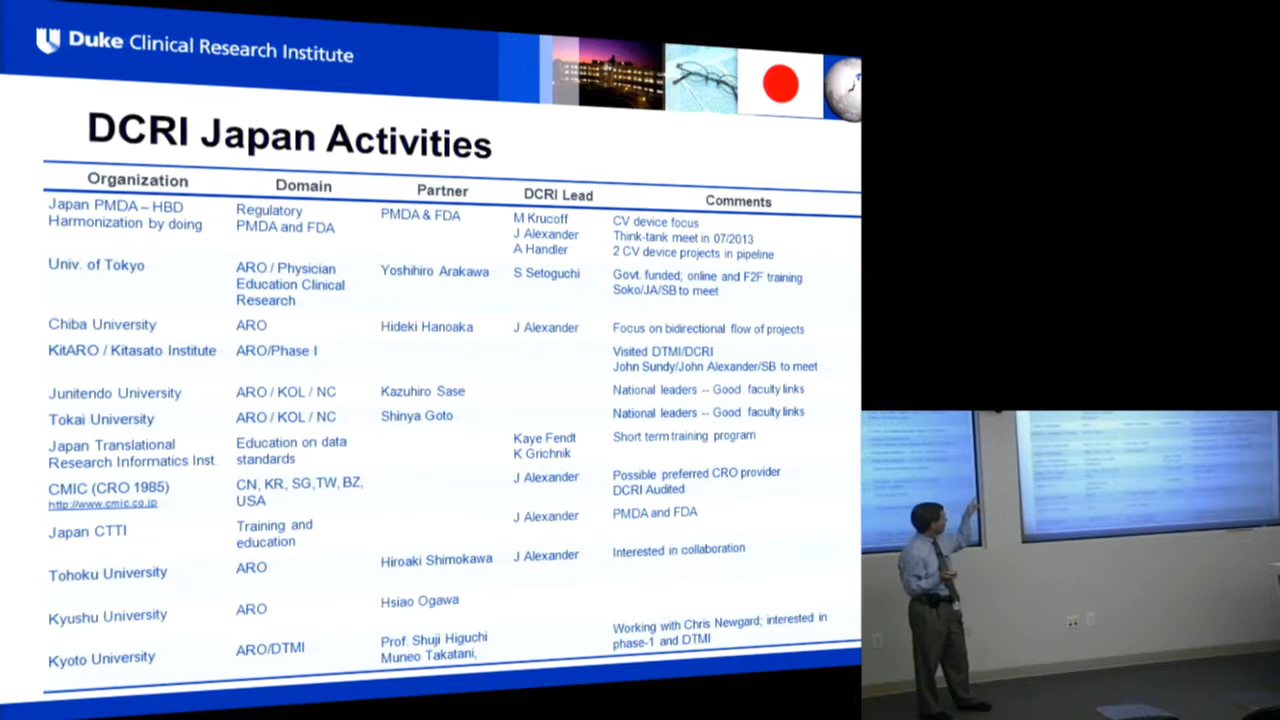 Duke Clinical Research Institute
DCRI Japan Activities
Organization Domain Partner DCRI Lead Comments
Japan PMDA – HBD
Harmonization by doing
Regulatory
PMDA and FDA
PMDA & FDA
M Krucoff
J Alexander
A Handler
CV device focus
Think-tank meet in 07/2013
2 CV device projects in pipeline
Univ. of Tokyo
ARO / Physician
Education Clinical
Research
Yoshihiro Arakawa
S Setoguchi
Govt. funded; online and F2F training
Soko/JA/SB to meet
Chiba University
ARO
Hideki Hanoaka
J Alexander
Focus on bidirectional flow of projects
KitARO / Kitasato Institute
ARO/Phase I
Visited DTMI/DCRI
John Sundy/John Alexander/SB to meet
Junitendo University
ARO / KOL / NC
Kazuhiro Sase
National leaders -- Good faculty links
Tokai University
ARO / KOL / NC
Shinya Goto
National leaders -- Good faculty links
Japan Translational
Research Informatics Inst.
Education on data
standards
Kaye Fendt
K Grichnik
Short term training program
CMIC (CRO 1985)
http://www.cmic.co.jp
CN, KR, SG,TW, BZ,
USA
J Alexander
Possible preferred CRO provider
DCRI Audited
Japan CTTI
Training and
education
J Alexander
PMDA and FDA
Tohoku University
ARO
Hiroaki Shimokawa
J Alexander
Interested in collaboration
Kyushu University
ARO
Hsiao Ogawa
Kyoto University
ARO/DTMI
Prof. Shuji Higuchi
Muneo Takatani,
Working with Chris Newgard; interested in
phase-1 and DTMI